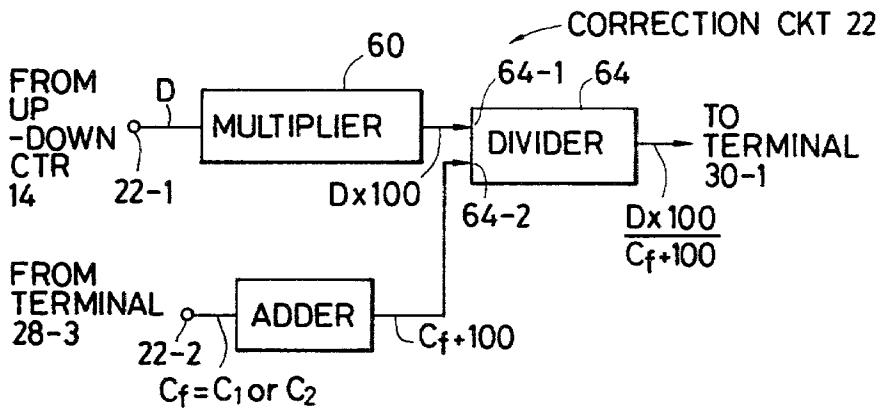 CORRECTION CKT 22
60
64-1
64
FROM
UP
-DOWN
CTR
14
D
22-1
MULTIPLIER
Dx100
DIVIDER
64-2
TO
TERMINAL
30-1
Dx100
Cf+100
FROM
TERMINAL
28-3
22-2
ADDER
Cf+100
Cf=C1 or C2